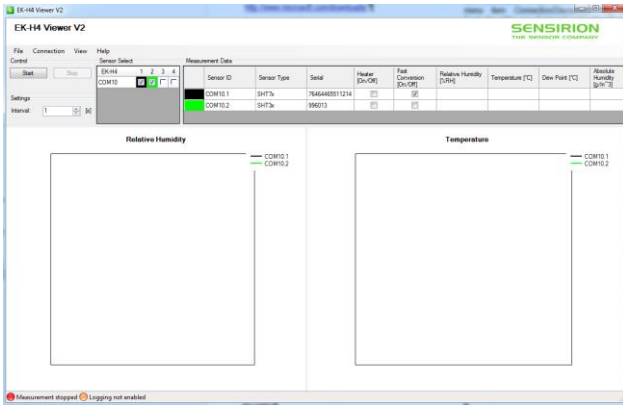 EK-H4 Viewer V2
EK-H4 Viewer V2
SENSIRION
THE SENSOR COMPANY
File Connection View Help
Control
Start Stop
Settings
Interval: 1 [s]
Sensor Select
EK-H4 1 2 3 4
COM10
Measurement Data
Sensor ID Sensor Type Serial Heater [On/Off] Fast Conversion [On/Off] Relative Humidity [%RH] Temperature [°C] Dew Point [°C] Absolute Humidity [g/m^3]
COM10.1 SHT7x
COM10.2 SHT3x 996013
Relative Humidity
COM10.1
COM10.2
Temperature
COM10.1
COM10.2
Measurement stopped Logging not enabled